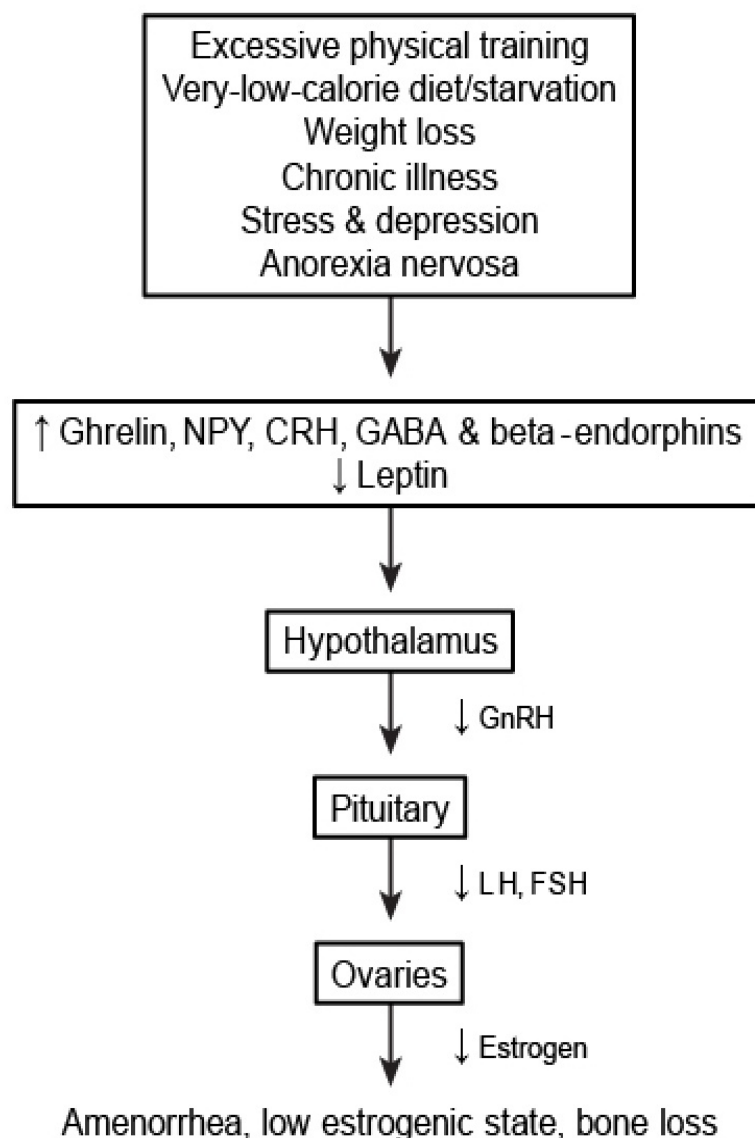 Excessive physical training
Very-low-calorie diet/starvation
Weight loss
Chronic illness
Stress & depression
Anorexia nervosa
↑ Ghrelin, NPY, CRH, GABA & beta-endorphins
↓ Leptin
Hypothalamus
↓ GnRH
Pituitary
↓ LH, FSH
Ovaries
↓ Estrogen
Amenorrhea, low estrogenic state, bone loss